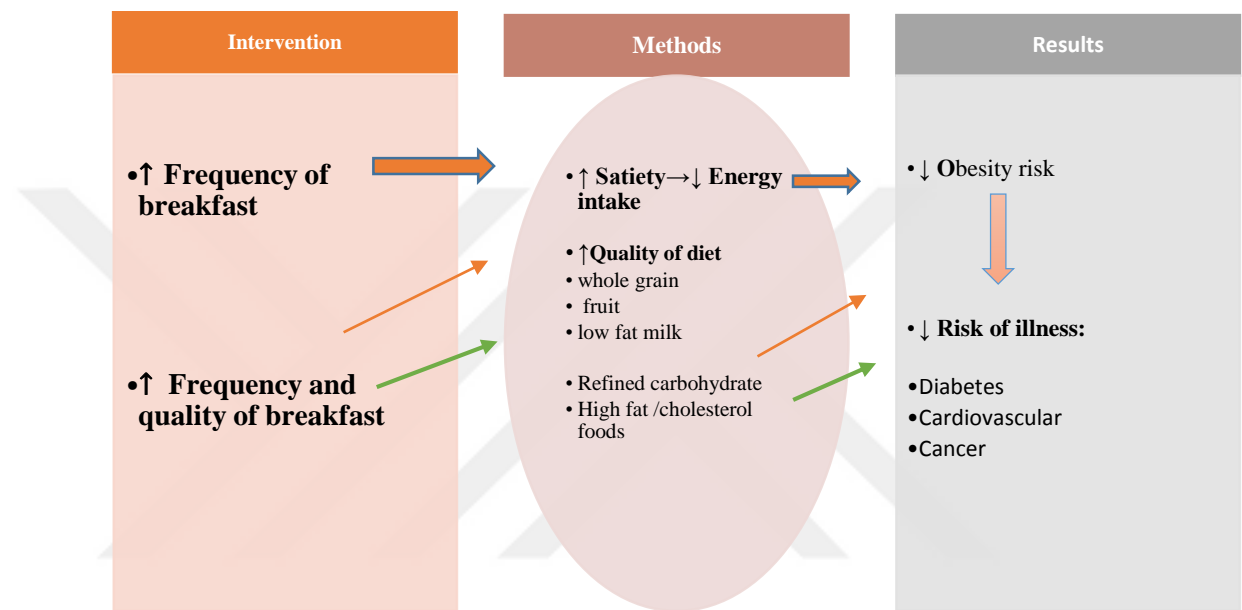 Intervention
•↑ Frequency of
breakfast
•↑ Frequency and
quality of breakfast
Methods
• ↑ Satiety→↓ Energy
intake
• ↑Quality of diet
• whole grain
• fruit
• low fat milk
• Refined carbohydrate
• High fat /cholesterol
foods
Results
• ↓ Obesity risk
• ↓ Risk of illness:
•Diabetes
•Cardiovascular
•Cancer